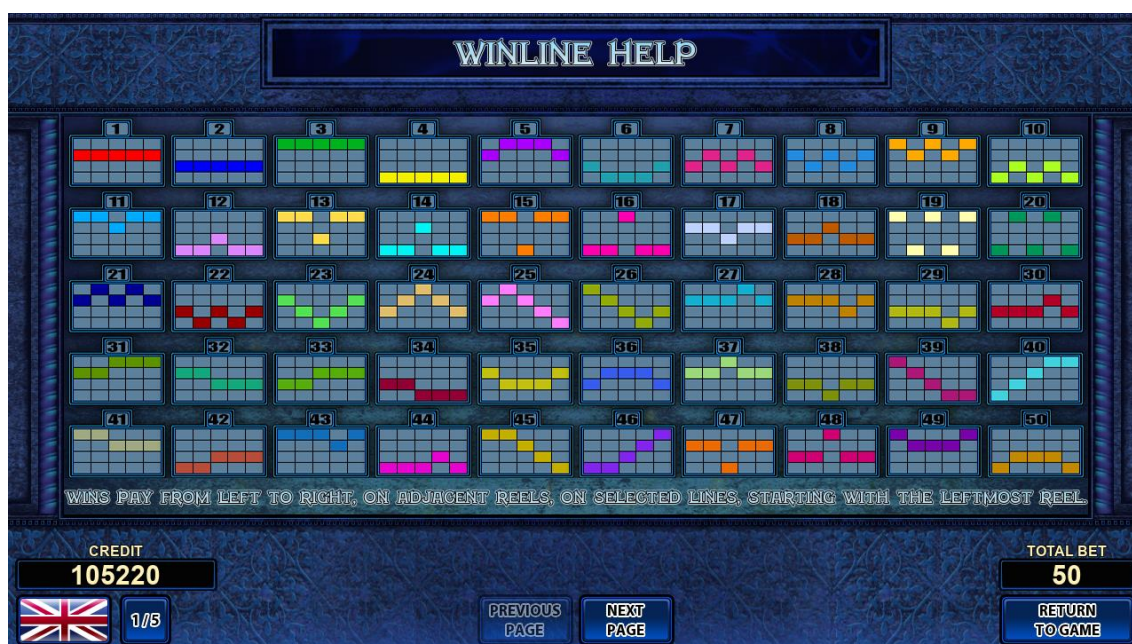 WINLINE HELP
1 2 3 4 5 6 7 8 9 10
11 12 13 14 15 16 17 18 19 20
21 22 23 24 25 26 27 28 29 30
31 32 33 34 35 36 37 38 39 40
41 42 43 44 45 46 47 48 49 50
WINS PAY FROM LEFT TO RIGHT, ON ADJACENT REELS, ON SELECTED LINES, STARTING WITH THE LEFTMOST REEL.
CREDIT
105220
TOTAL BET
50
1/5
PREVIOUS
PAGE
NEXT
PAGE
RETURN
TO GAME